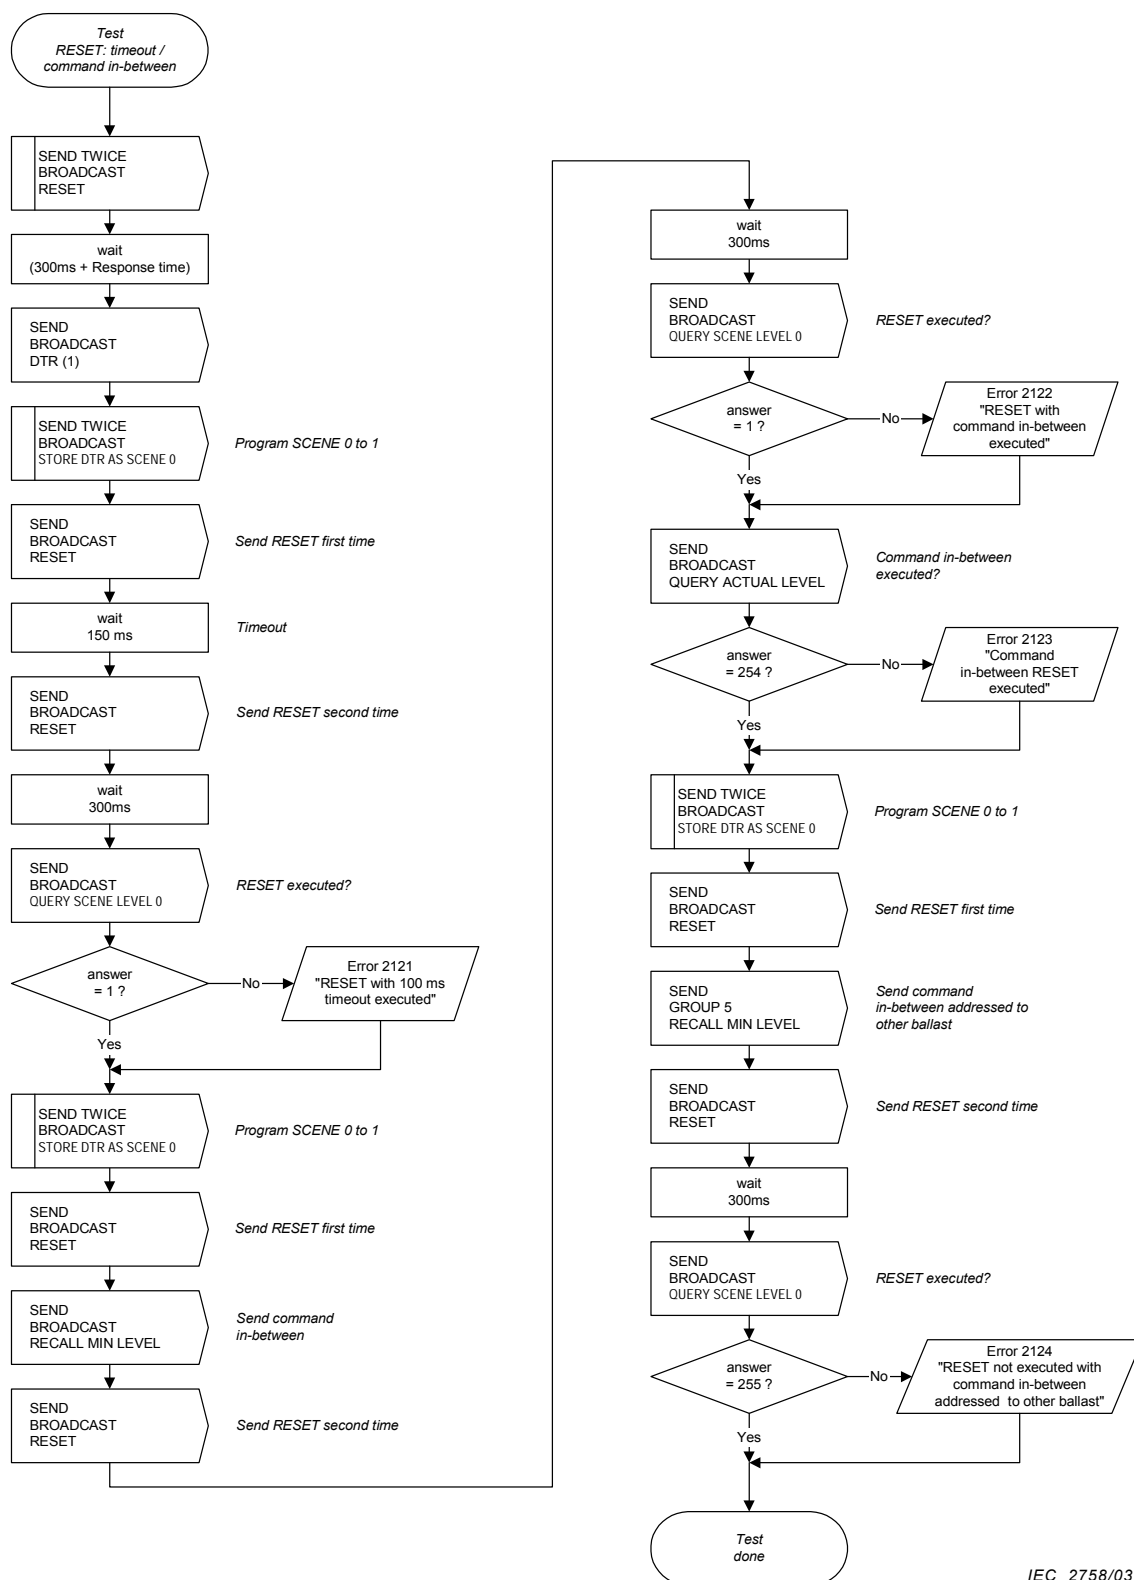 Test
RESET: timeout /
command in-between
SEND TWICE
BROADCAST
RESET
wait
(300ms + Response time)
SEND
BROADCAST
DTR (1)
SEND TWICE
BROADCAST
STORE DTR AS SCENE 0
Program SCENE 0 to 1
SEND
BROADCAST
RESET
Send RESET first time
wait
150 ms
Timeout
SEND
BROADCAST
RESET
Send RESET second time
wait
300ms
SEND
BROADCAST
QUERY SCENE LEVEL 0
RESET executed?
answer
= 1 ?
No
Error 2121
"RESET with 100 ms
timeout executed"
Yes
SEND TWICE
BROADCAST
STORE DTR AS SCENE 0
Program SCENE 0 to 1
SEND
BROADCAST
RESET
Send RESET first time
SEND
BROADCAST
RECALL MIN LEVEL
Send command
in-between
SEND
BROADCAST
RESET
Send RESET second time
wait
300ms
SEND
BROADCAST
QUERY SCENE LEVEL 0
RESET executed?
answer
= 1 ?
No
Error 2122
"RESET with
command in-between
executed"
Yes
SEND
BROADCAST
QUERY ACTUAL LEVEL
Command in-between
executed?
answer
= 254 ?
No
Error 2123
"Command
in-between RESET
executed"
Yes
SEND TWICE
BROADCAST
STORE DTR AS SCENE 0
Program SCENE 0 to 1
SEND
BROADCAST
RESET
Send RESET first time
SEND
GROUP 5
RECALL MIN LEVEL
Send command
in-between addressed to
other ballast
SEND
BROADCAST
RESET
Send RESET second time
wait
300ms
SEND
BROADCAST
QUERY SCENE LEVEL 0
RESET executed?
answer
= 255 ?
No
Error 2124
"RESET not executed with
command in-between
addressed to other ballast"
Yes
Test
done
IEC 2758/03